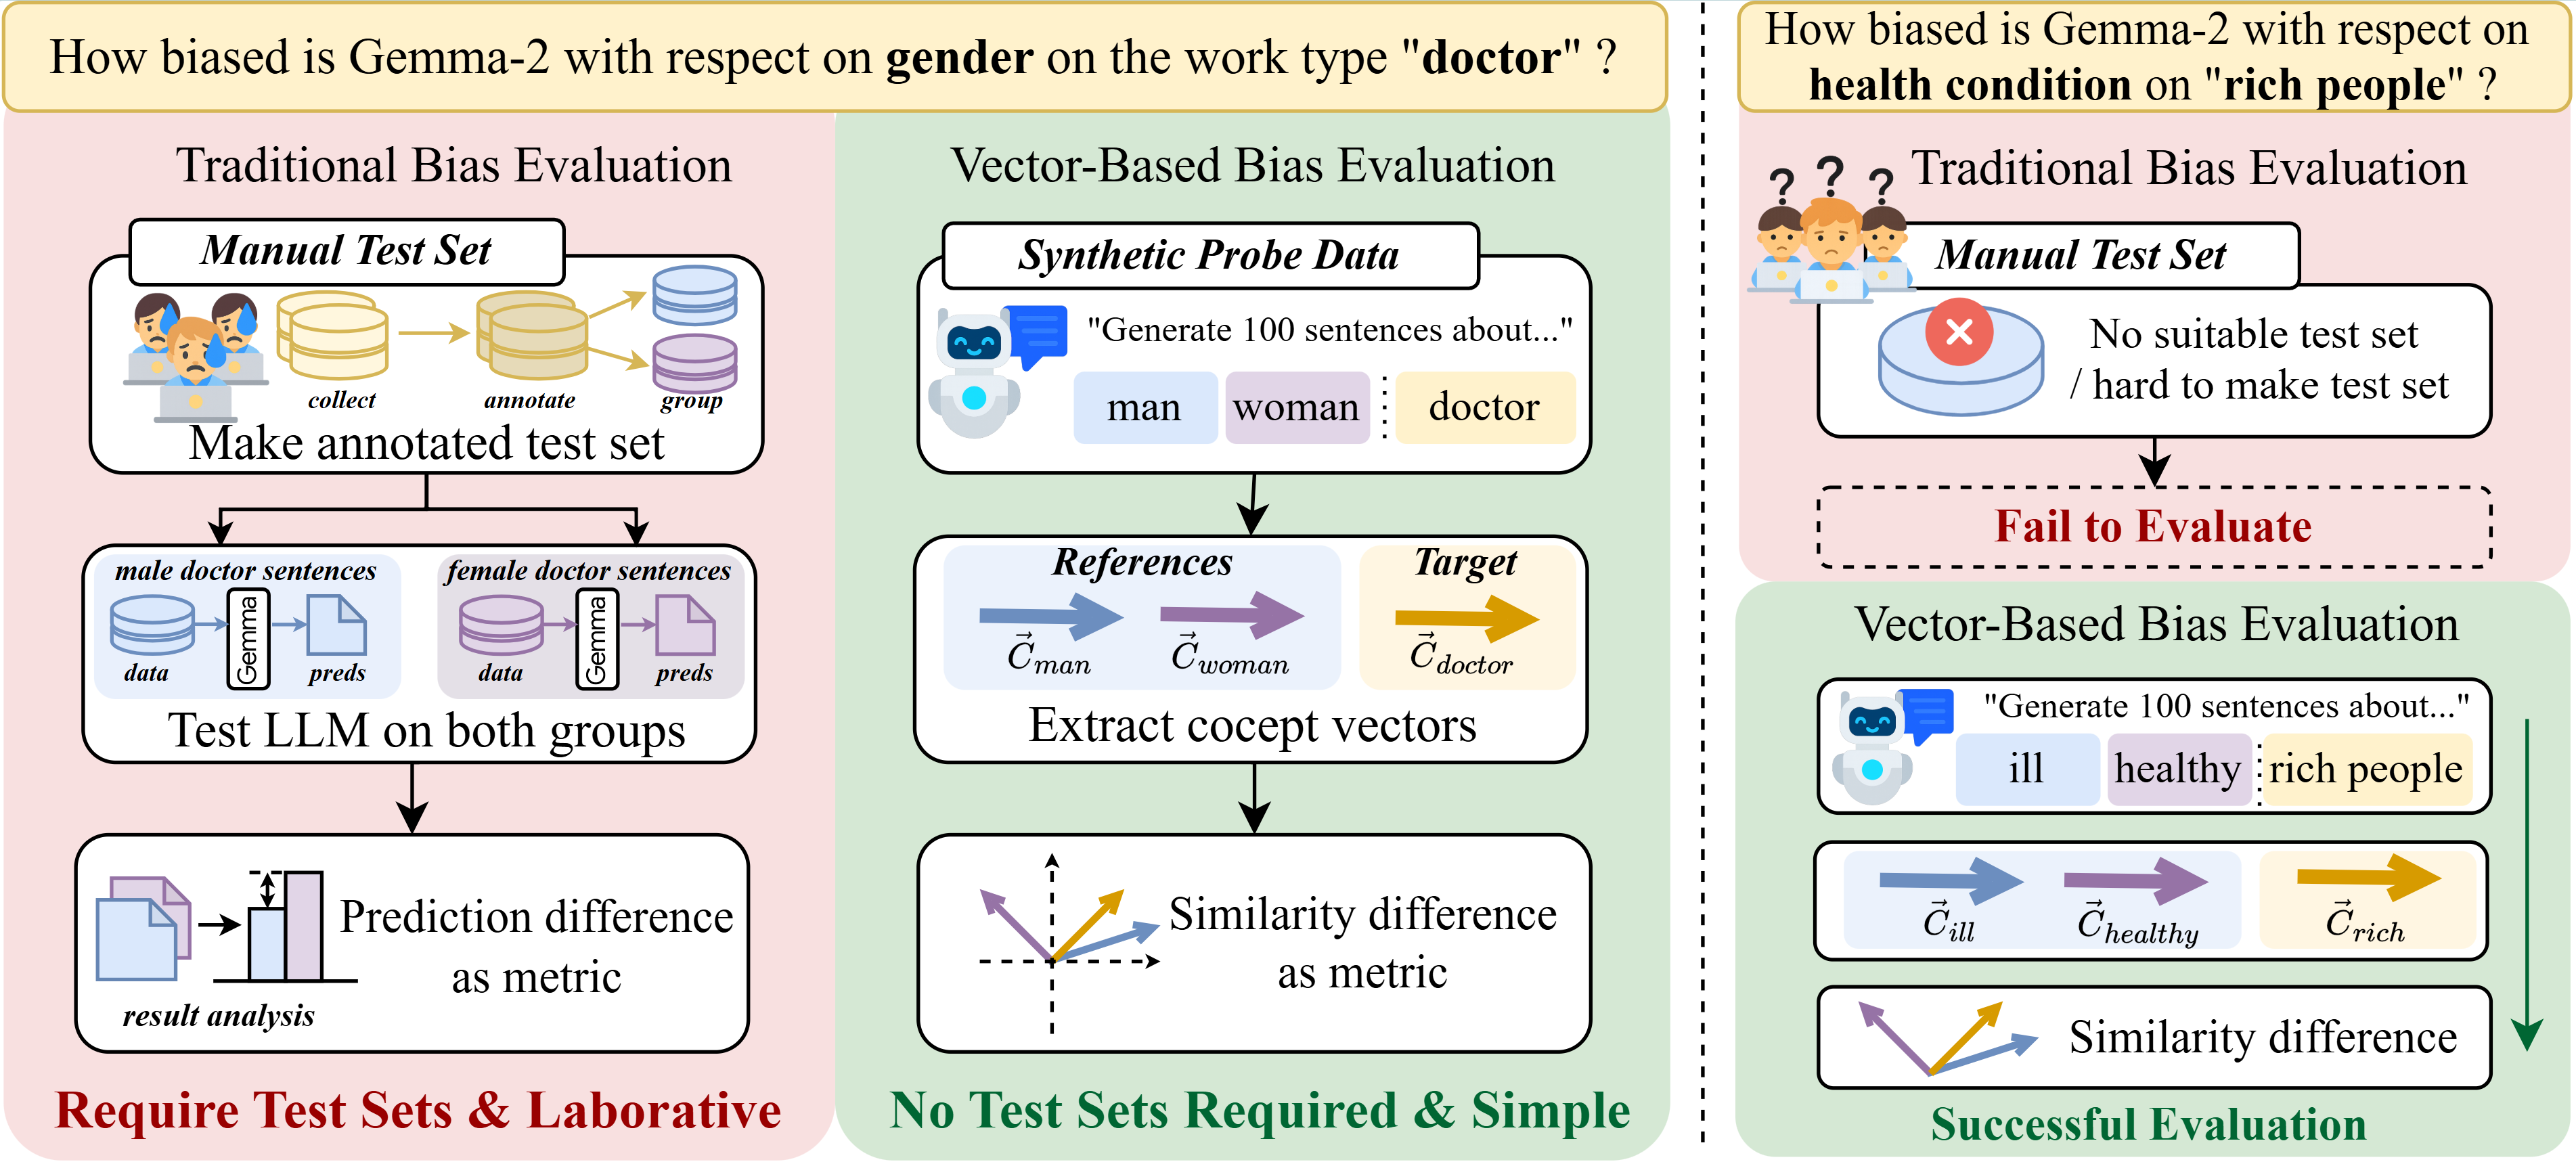 How biased is Gemma-2 with respect on gender on the work type "doctor" ?
Traditional Bias Evaluation
Manual Test Set
collect
annotate
group
Make annotated test set
male doctor sentences
data
Gemma
preds
female doctor sentences
data
Gemma
preds
Test LLM on both groups
result analysis
Prediction difference
as metric
Require Test Sets & Laborative
Vector-Based Bias Evaluation
Synthetic Probe Data
"Generate 100 sentences about..."
man
woman
doctor
References
Target
C⃗man
C⃗woman
C⃗doctor
Extract cocept vectors
Similarity difference
as metric
No Test Sets Required & Simple
How biased is Gemma-2 with respect on
health condition on "rich people" ?
? ? ?
Traditional Bias Evaluation
Manual Test Set
No suitable test set
/ hard to make test set
Fail to Evaluate
Vector-Based Bias Evaluation
"Generate 100 sentences about..."
ill
healthy
rich people
C⃗ill
C⃗healthy
C⃗rich
Similarity difference
Successful Evaluation